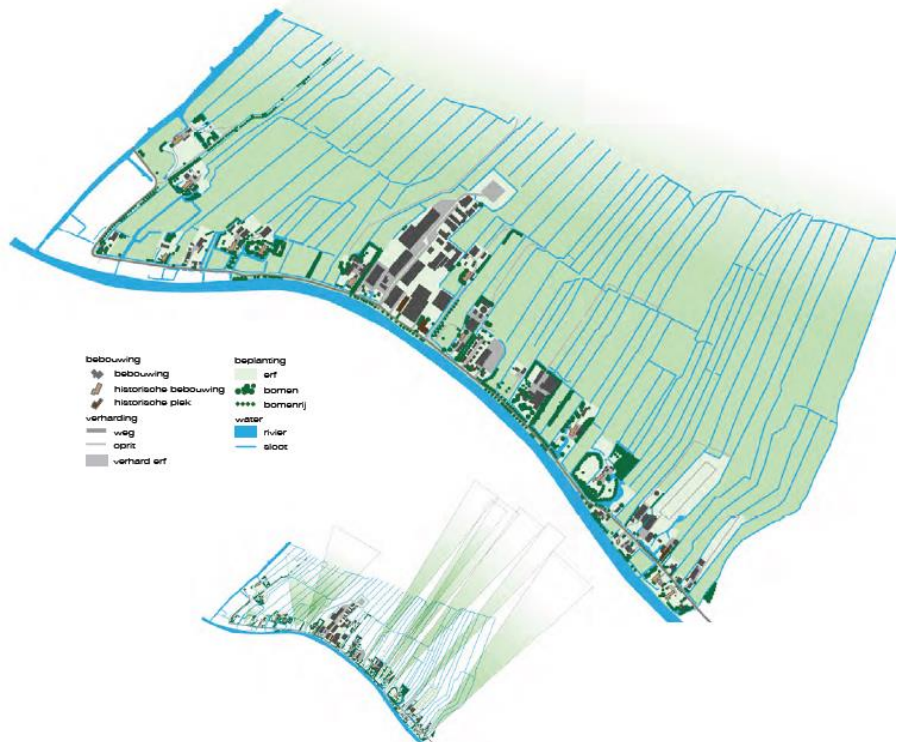 bebouwing
bebouwing
historische bebouwing
historische plek
verharding
weg
oprit
verhard erf
beplanting
erf
bomen
bomenrij
water
rivier
sloot